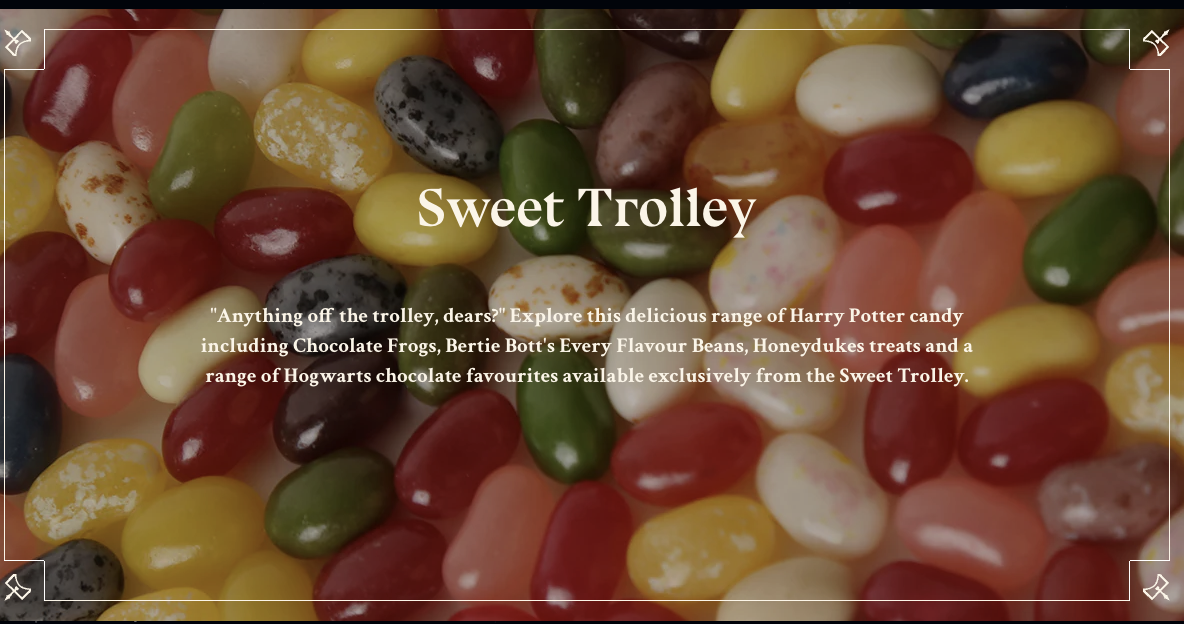 Sweet Trolley
"Anything off the trolley, dears?" Explore this delicious range of Harry Potter candy
including Chocolate Frogs, Bertie Bott's Every Flavour Beans, Honeydukes treats and a
range of Hogwarts chocolate favourites available exclusively from the Sweet Trolley.